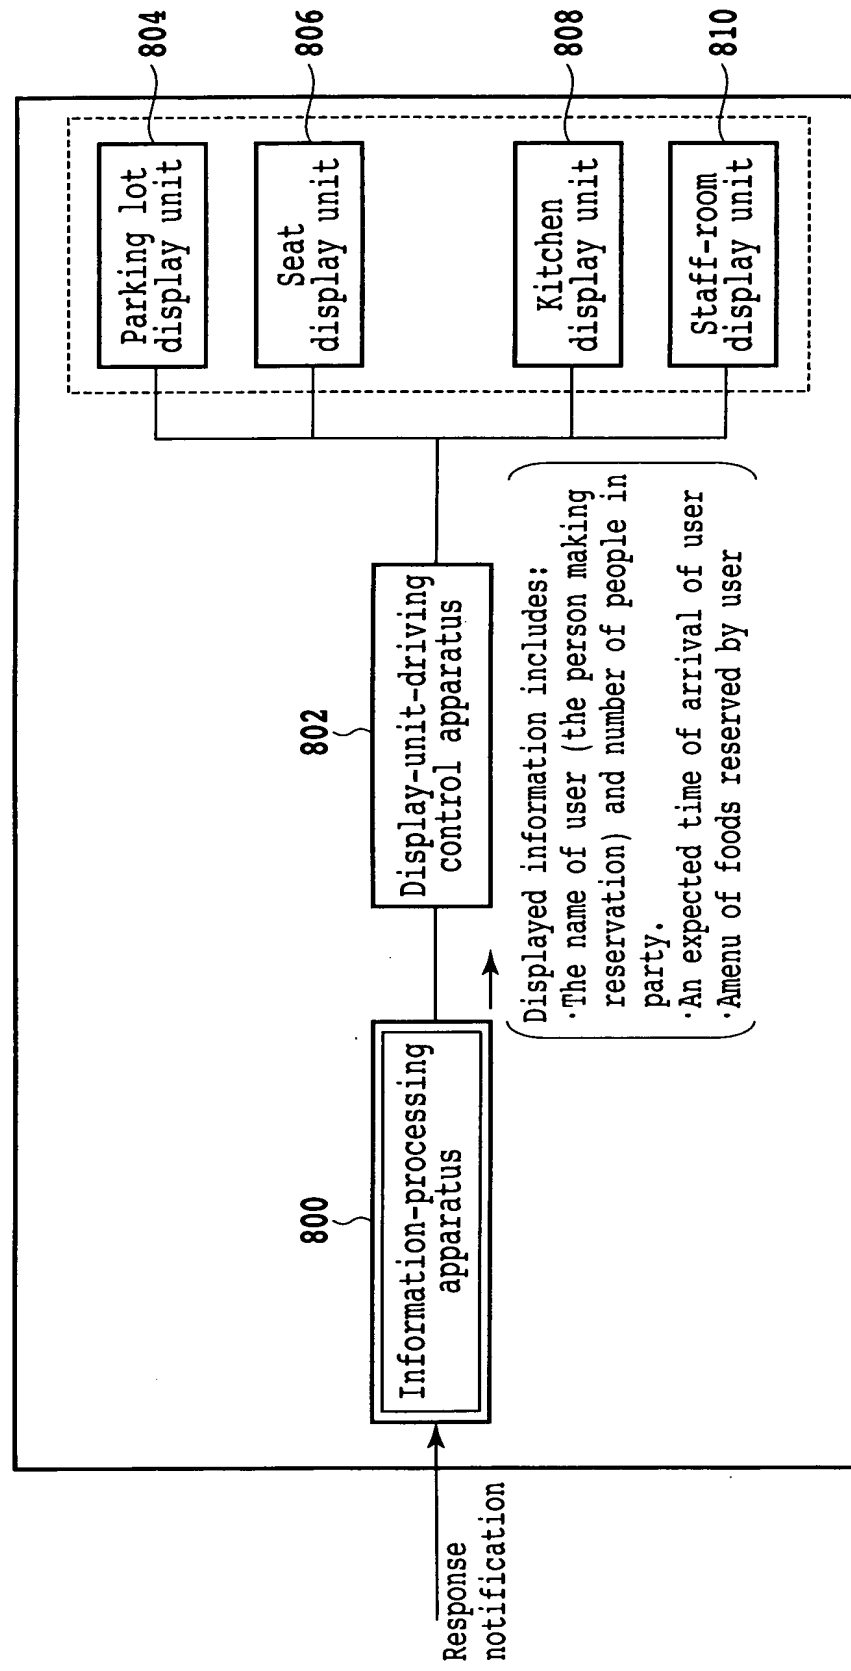 Response
notification
800
Information-processing
apparatus
802
Display-unit-driving
control apparatus
Displayed information includes:
·The name of user (the person making
reservation) and number of people in
party.
·An expected time of arrival of user
·Amenu of foods reserved by user
Parking lot
display unit
804
Seat
display unit
806
Kitchen
display unit
808
Staff-room
display unit
810